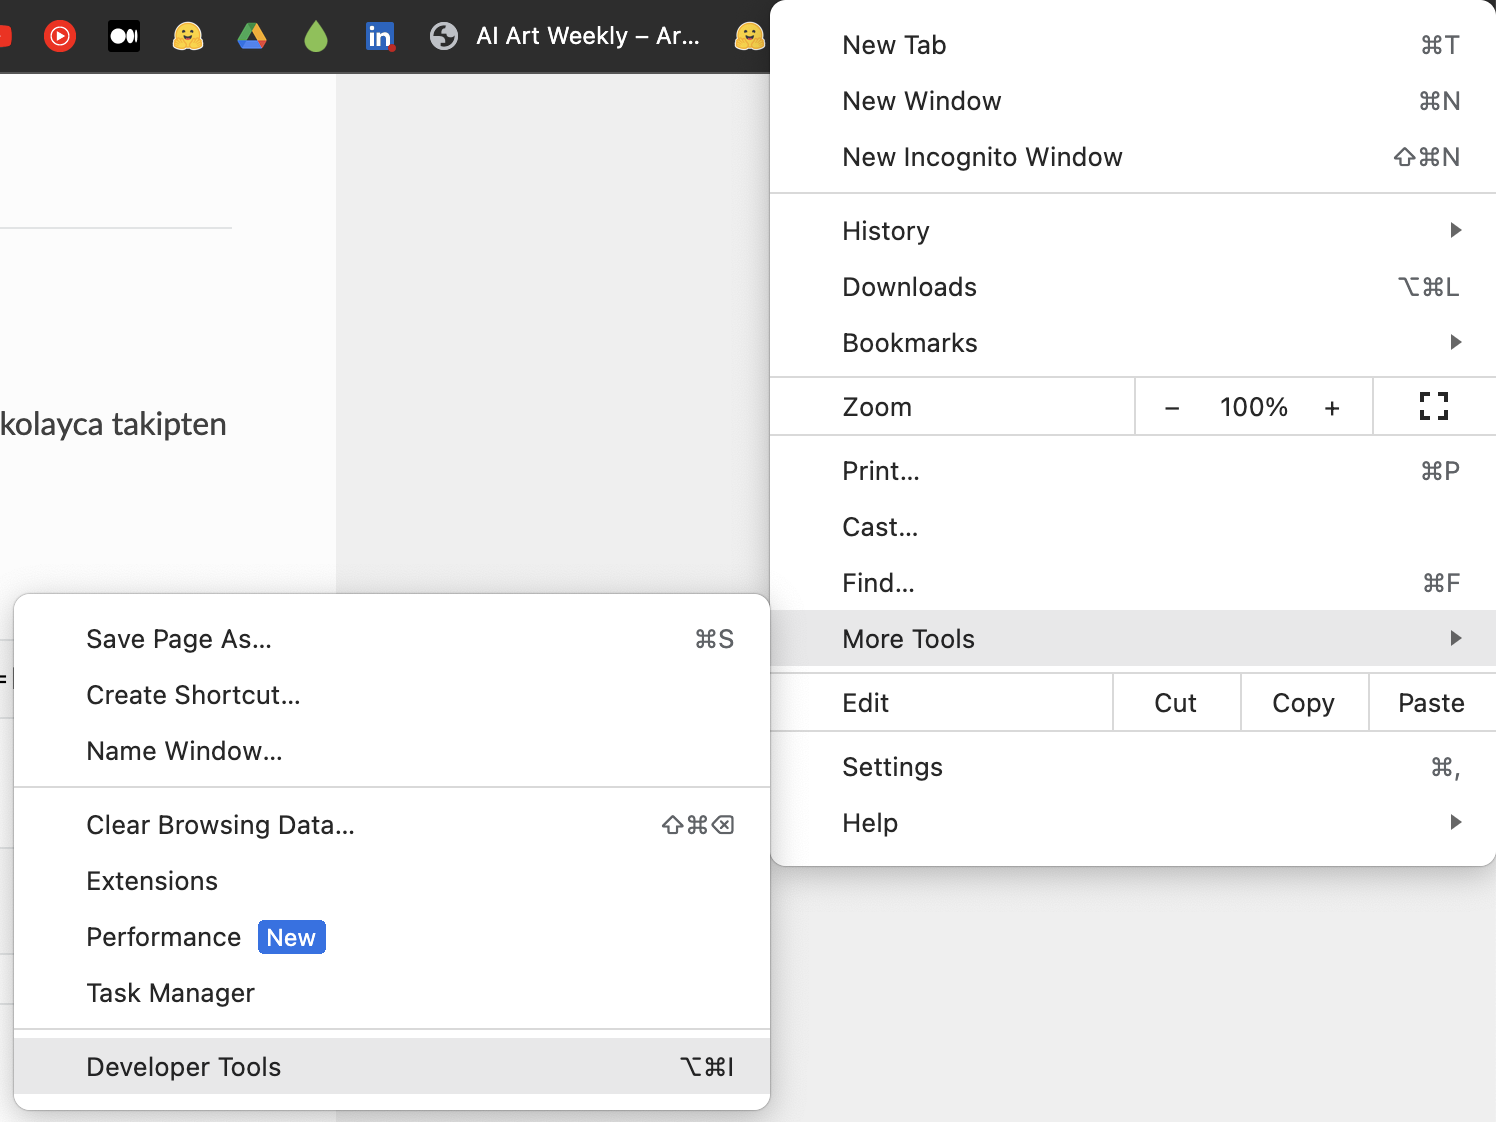 in
AI Art Weekly – Ar...
New Tab ⌘T
New Window ⌘N
New Incognito Window ⇧⌘N
History
Downloads ⌥⌘L
Bookmarks
Zoom – 100% +
kolayca takipten
Print... ⌘P
Cast...
Find... ⌘F
More Tools
Edit Cut Copy Paste
Settings ⌘,
Help
Save Page As... ⌘S
=
Create Shortcut...
Name Window...
Clear Browsing Data... ⇧⌘⌫
Extensions
Performance New
Task Manager
Developer Tools ⌥⌘I